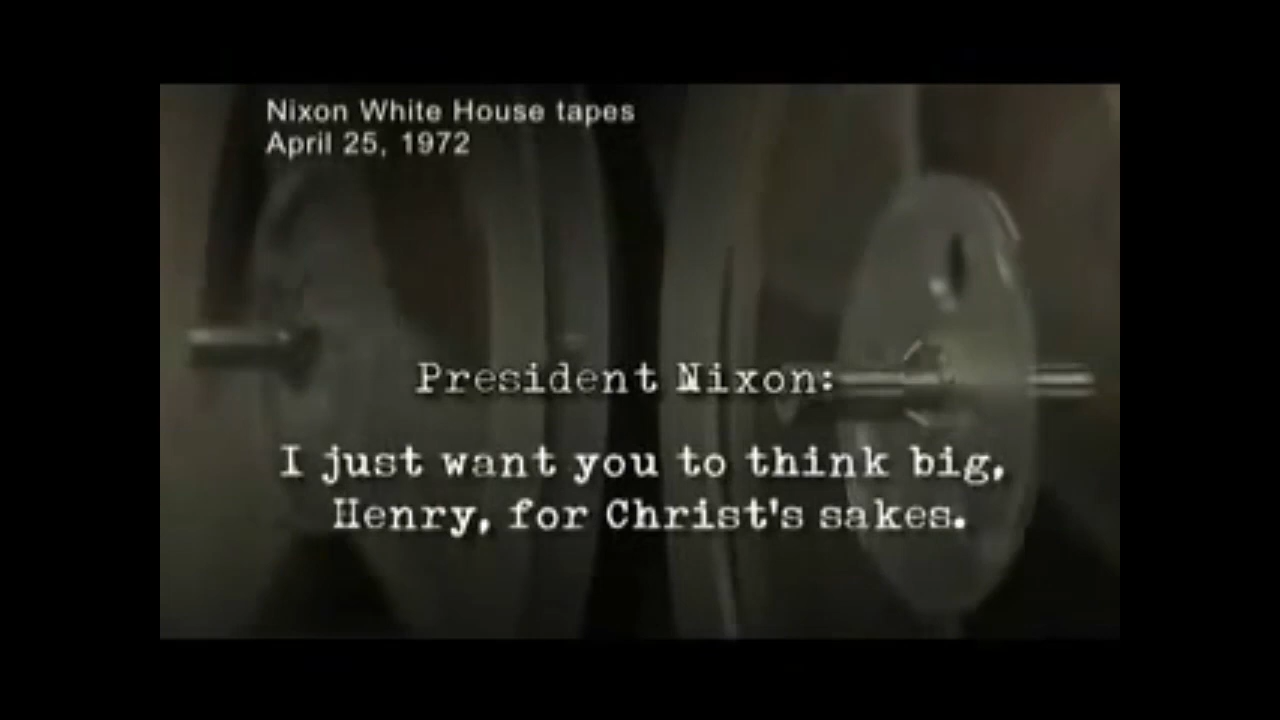 Nixon White House tapes
April 25, 1972
President Nixon:
I just want you to think big,
Henry, for Christ's sakes.